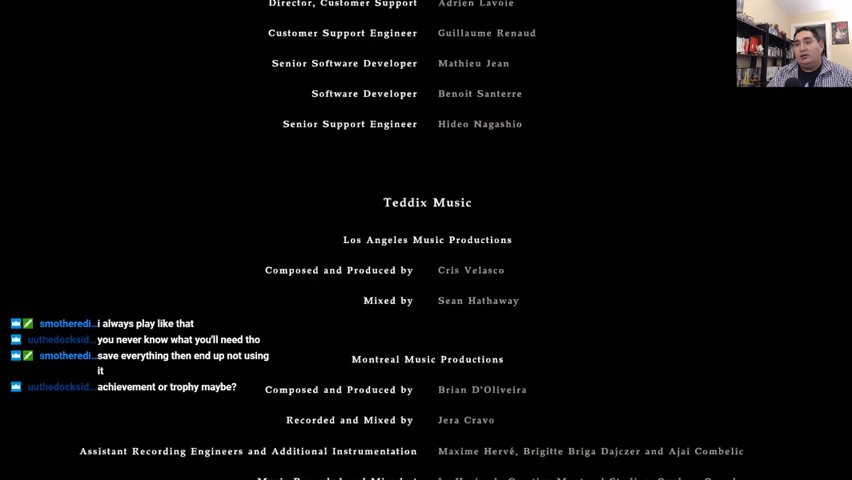 Director, Customer Support Adrien Lavoie
Customer Support Engineer Guillaume Renaud
Senior Software Developer Mathieu Jean
Software Developer Benoit Santerre
Senior Support Engineer Hideo Nagashio
Teddix Music
Los Angeles Music Productions
Composed and Produced by Cris Velasco
Mixed by Sean Hathaway
smotheredi... i always play like that
uuthedocksid... you never know what you'll need tho
smotheredi... save everything then end up not using
it
uuthedocksid... achievement or trophy maybe?
Montreal Music Productions
Composed and Produced by Brian D'Oliveira
Recorded and Mixed by Jera Cravo
Assistant Recording Engineers and Additional Instrumentation Maxime Hervé, Brigitte Briga Dajczer and Ajai Combelic